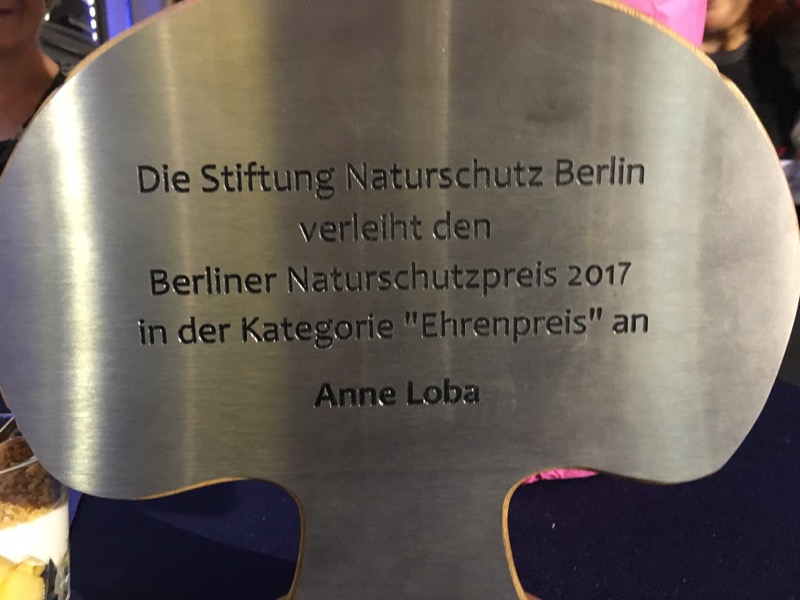 Die Stiftung Naturschutz Berlin
verleiht den
Berliner Naturschutzpreis 2017
in der Kategorie "Ehrenpreis" an
Anne Loba